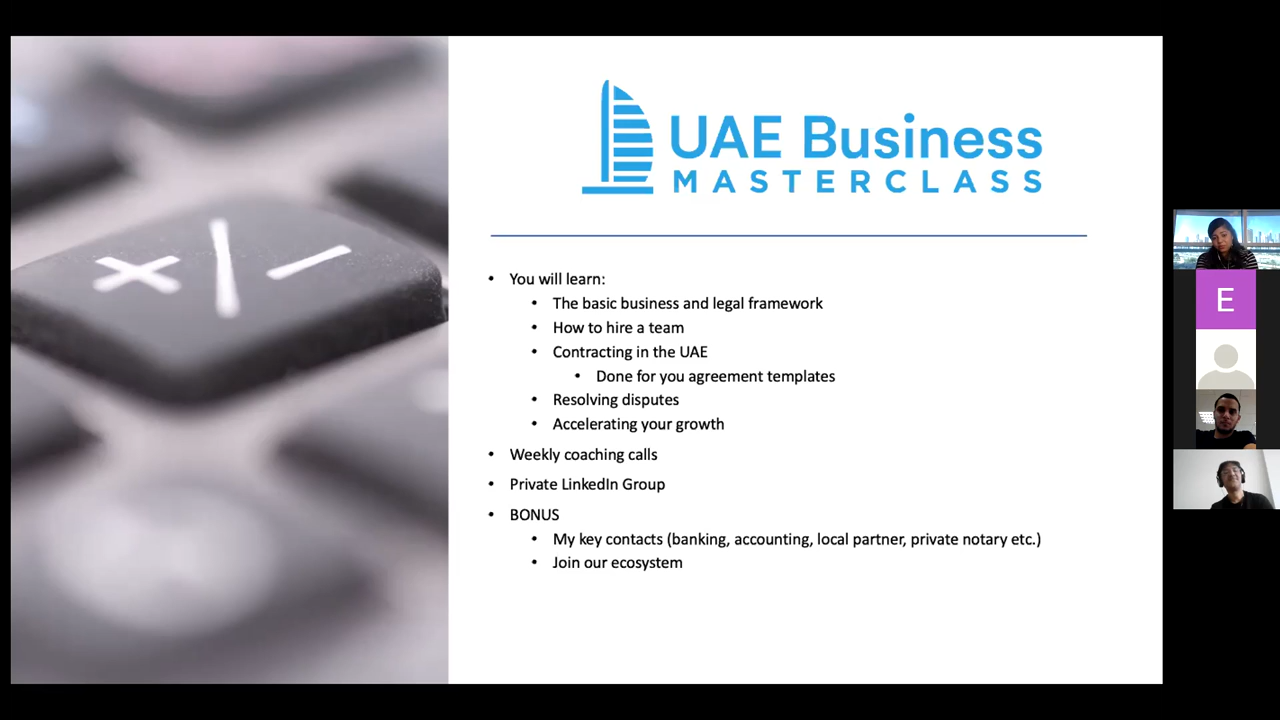 UAE Business
MASTERCLASS
• You will learn:
• The basic business and legal framework
• How to hire a team
• Contracting in the UAE
• Done for you agreement templates
• Resolving disputes
• Accelerating your growth
• Weekly coaching calls
• Private LinkedIn Group
• BONUS
• My key contacts (banking, accounting, local partner, private notary etc.)
• Join our ecosystem
×/−
E